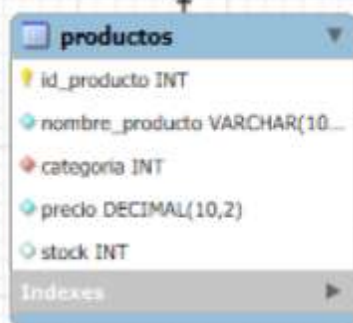 productos
id_producto INT
nombre_producto VARCHAR(10...
categoria INT
precio DECIMAL(10,2)
stock INT
Indexes